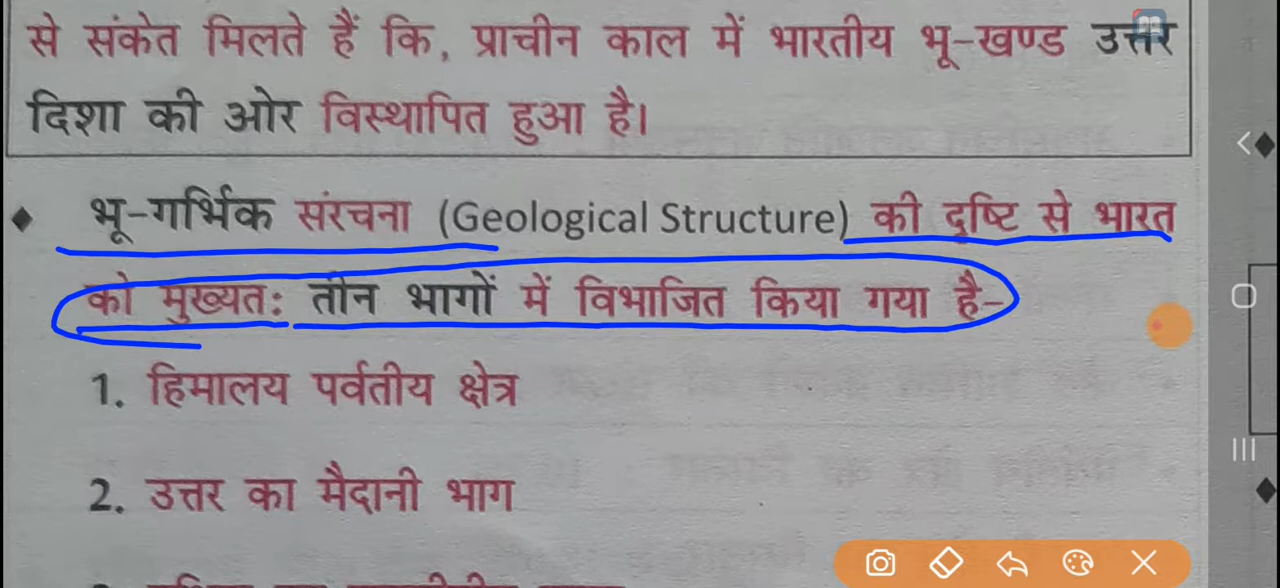 से संकेत मिलते हैं कि, प्राचीन काल में भारतीय भू-खण्ड उत्तर
दिशा की ओर विस्थापित हुआ है।
♦ भू-गर्भिक संरचना (Geological Structure) की दृष्टि से भारत
को मुख्यत: तीन भागों में विभाजित किया गया है-
1. हिमालय पर्वतीय क्षेत्र
2. उत्तर का मैदानी भाग